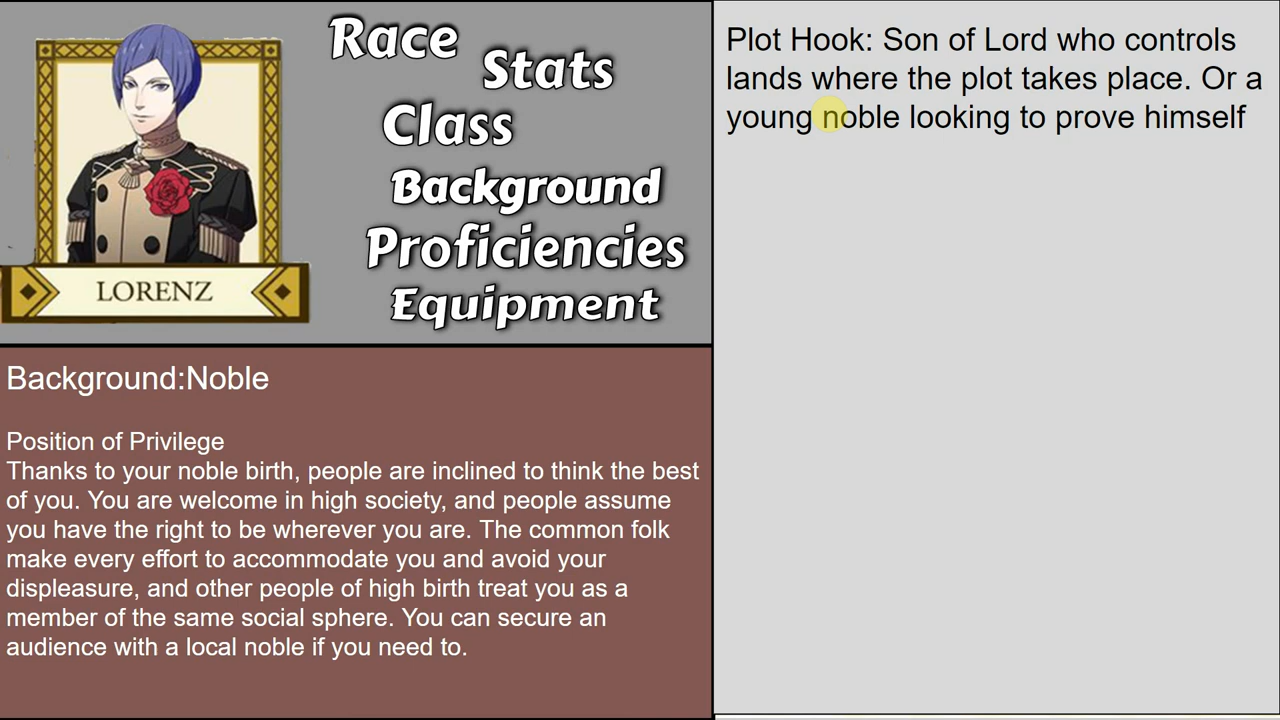 Race
Stats
Class
Background
Proficiencies
Equipment
LORENZ
Background:Noble
Position of Privilege
Thanks to your noble birth, people are inclined to think the best
of you. You are welcome in high society, and people assume
you have the right to be wherever you are. The common folk
make every effort to accommodate you and avoid your
displeasure, and other people of high birth treat you as a
member of the same social sphere. You can secure an
audience with a local noble if you need to.
Plot Hook: Son of Lord who controls
lands where the plot takes place. Or a
young noble looking to prove himself